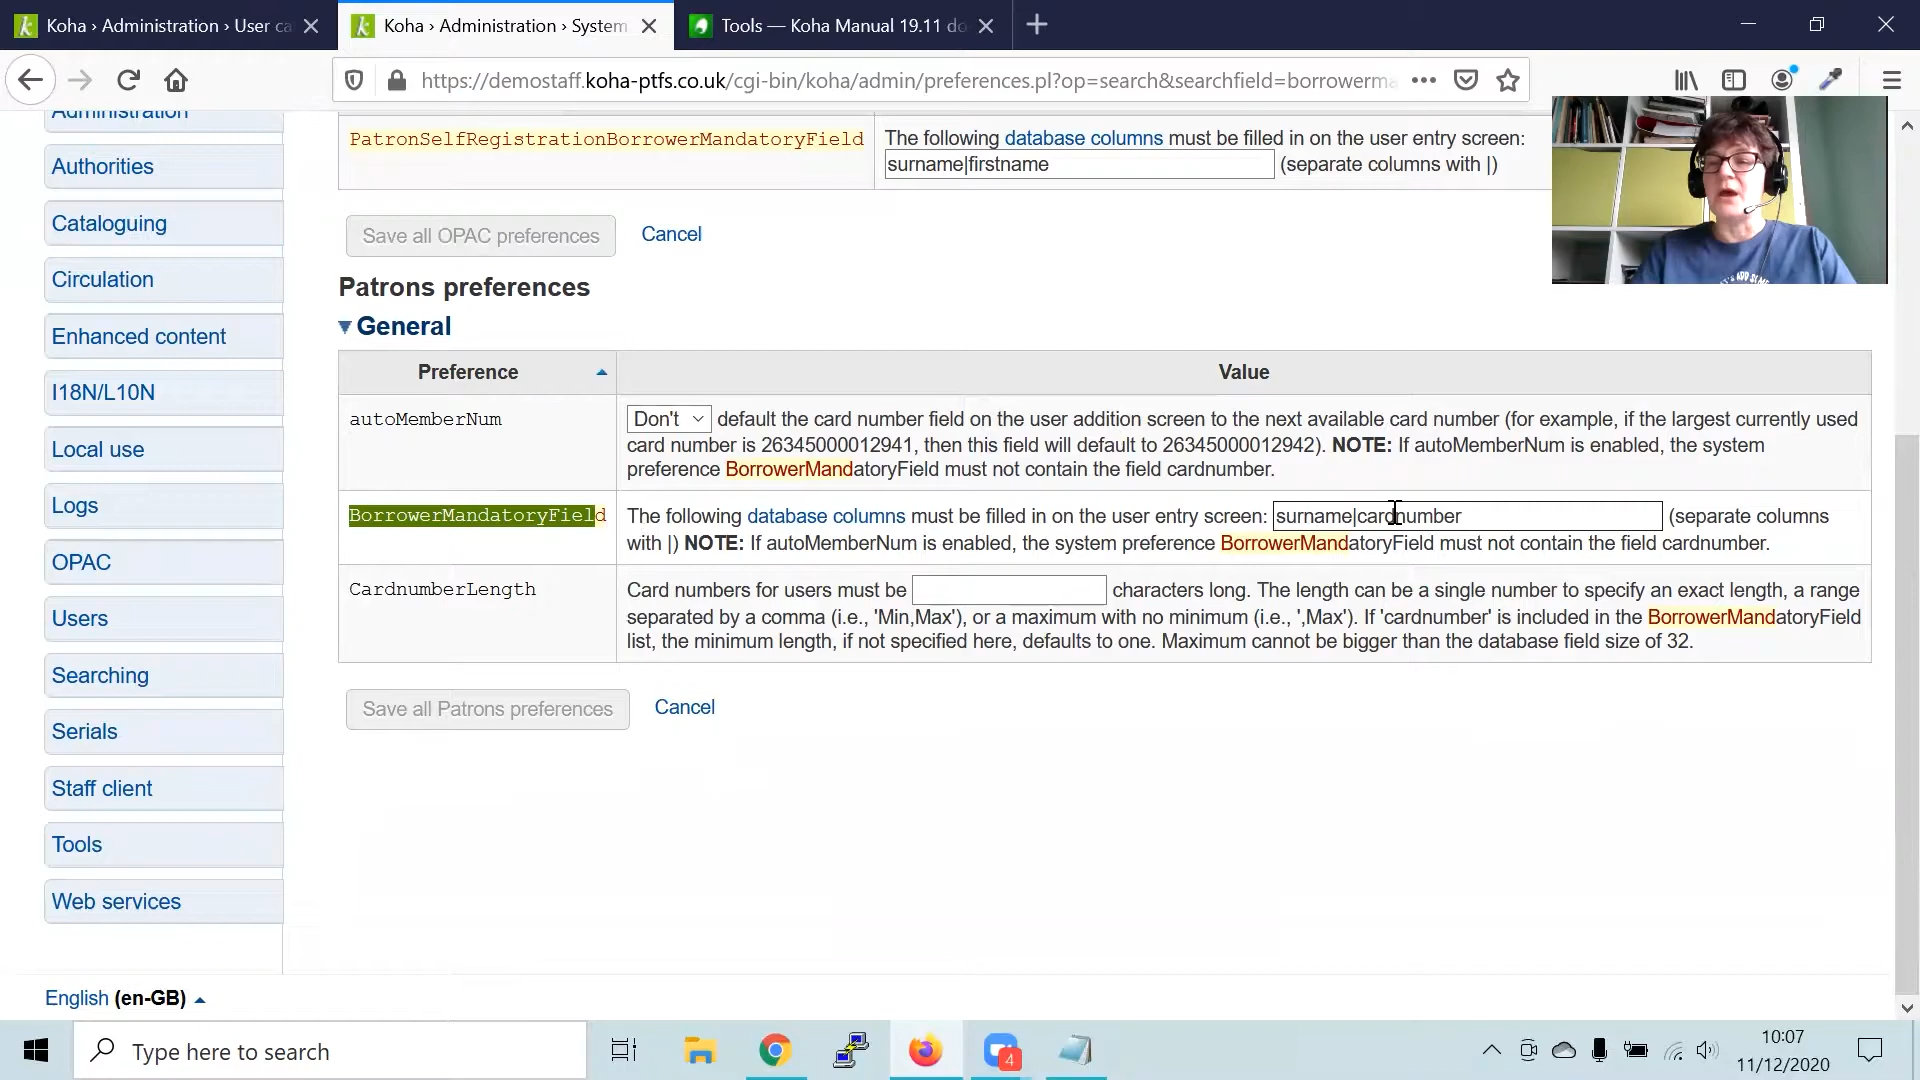 Koha › Administration › User ca
Koha › Administration › System
Tools — Koha Manual 19.11 do
https://demostaff.koha-ptfs.co.uk/cgi-bin/koha/admin/preferences.pl?op=search&searchfield=borrowerma
Administration
Authorities
Cataloguing
Circulation
Enhanced content
I18N/L10N
Local use
Logs
OPAC
Users
Searching
Serials
Staff client
Tools
Web services
PatronSelfRegistrationBorrowerMandatoryField
The following database columns must be filled in on the user entry screen:
surname|firstname (separate columns with |)
Save all OPAC preferences Cancel
Patrons preferences
General
Preference Value
autoMemberNum
Don't default the card number field on the user addition screen to the next available card number (for example, if the largest currently used
card number is 26345000012941, then this field will default to 26345000012942). NOTE: If autoMemberNum is enabled, the system
preference BorrowerMandatoryField must not contain the field cardnumber.
BorrowerMandatoryField
The following database columns must be filled in on the user entry screen: surname|cardnumber (separate columns
with |) NOTE: If autoMemberNum is enabled, the system preference BorrowerMandatoryField must not contain the field cardnumber.
CardnumberLength
Card numbers for users must be characters long. The length can be a single number to specify an exact length, a range
separated by a comma (i.e., 'Min,Max'), or a maximum with no minimum (i.e., ',Max'). If 'cardnumber' is included in the BorrowerMandatoryField
list, the minimum length, if not specified here, defaults to one. Maximum cannot be bigger than the database field size of 32.
Save all Patrons preferences Cancel
English (en-GB)
Type here to search
4
10:07
11/12/2020